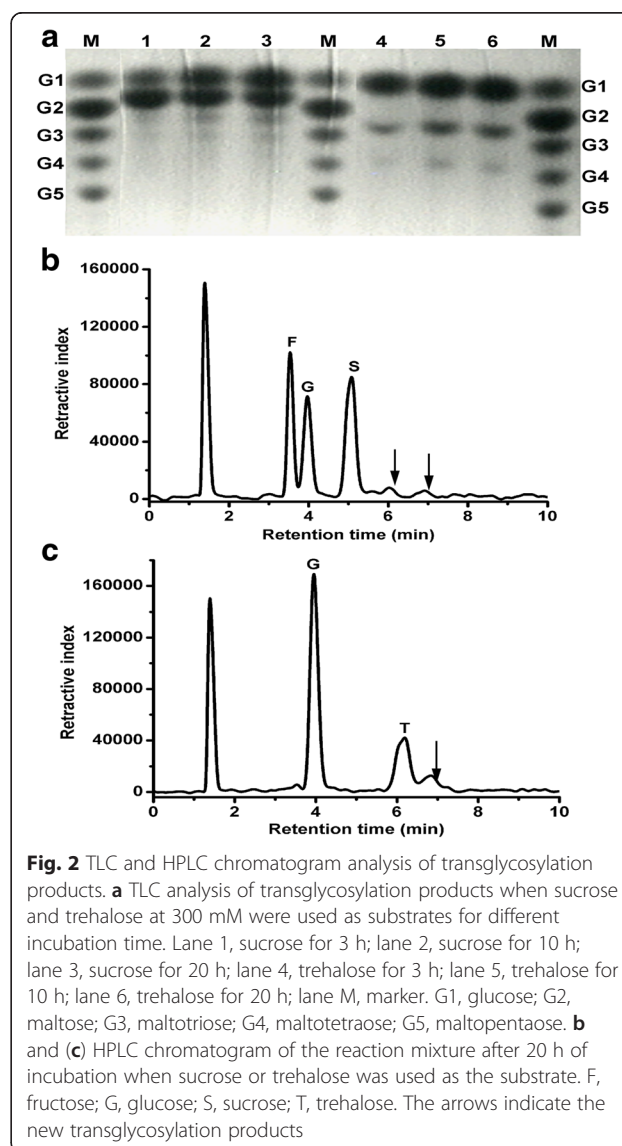 a M 1 2 3 M 4 5 6 M
G1 G1
G2 G2
G3 G3
G4 G4
G5 G5
b
160000
120000
80000
40000
0
Retractive index
F
G
S
0 2 4 6 8 10
Retention time (min)
c
160000
120000
80000
40000
0
Retractive index
G
T
0 2 4 6 8 10
Retention time (min)
Fig. 2 TLC and HPLC chromatogram analysis of transglycosylation
products. a TLC analysis of transglycosylation products when sucrose
and trehalose at 300 mM were used as substrates for different
incubation time. Lane 1, sucrose for 3 h; lane 2, sucrose for 10 h;
lane 3, sucrose for 20 h; lane 4, trehalose for 3 h; lane 5, trehalose for
10 h; lane 6, trehalose for 20 h; lane M, marker. G1, glucose; G2,
maltose; G3, maltotriose; G4, maltotetraose; G5, maltopentaose. b
and (c) HPLC chromatogram of the reaction mixture after 20 h of
incubation when sucrose or trehalose was used as the substrate. F,
fructose; G, glucose; S, sucrose; T, trehalose. The arrows indicate the
new transglycosylation products